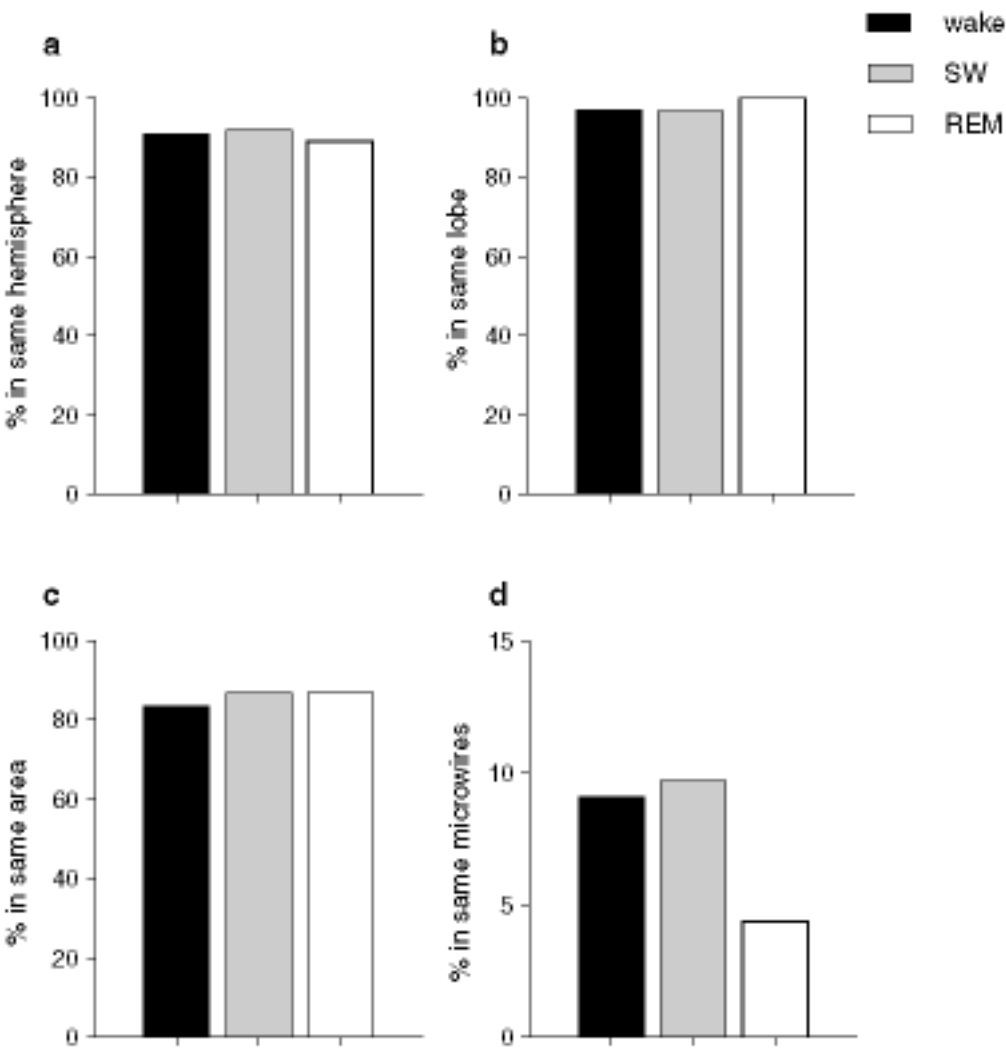 wake
SW
REM
a
% in same hemisphere
100
80
60
40
20
0
b
% in same lobe
100
80
60
40
20
0
c
% in same area
100
80
60
40
20
0
d
% in same microwires
15
10
5
0